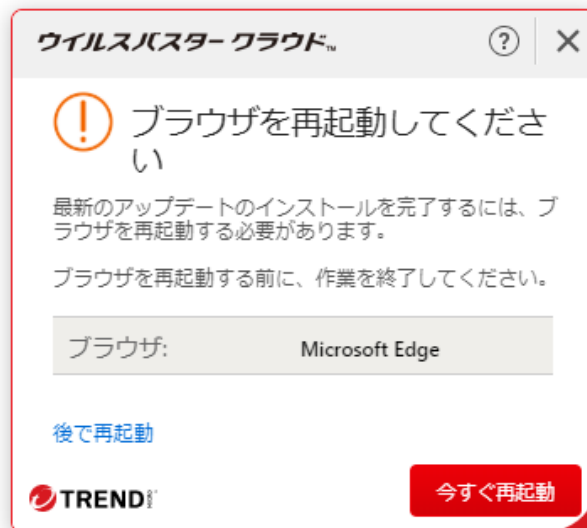 ウイルスバスター クラウド™
?
ブラウザを再起動してくださ
い
最新のアップデートのインストールを完了するには、ブ
ラウザを再起動する必要があります。
ブラウザを再起動する前に、作業を終了してください。
ブラウザ: Microsoft Edge
後で再起動
TREND
今すぐ再起動